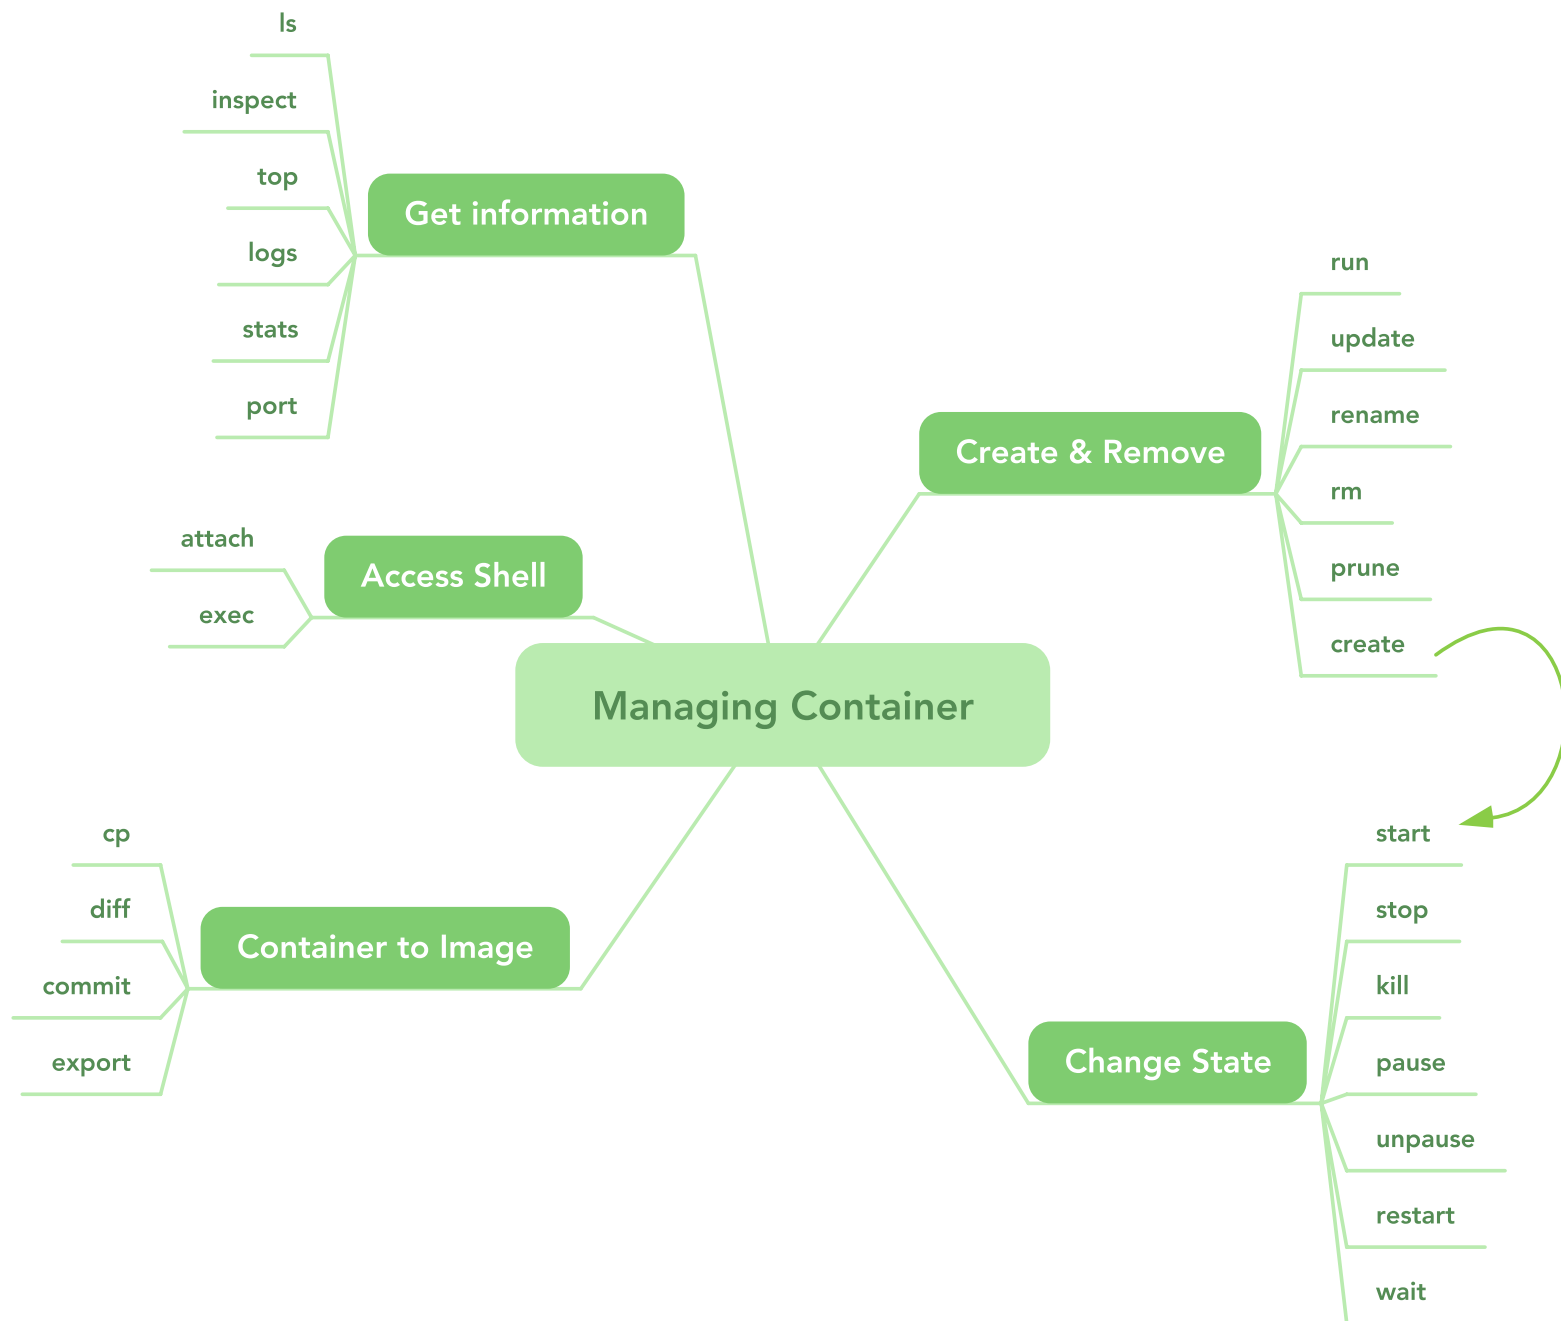 Managing Container
Get information
ls
inspect
top
logs
stats
port
Access Shell
attach
exec
Container to Image
cp
diff
commit
export
Create & Remove
run
update
rename
rm
prune
create
Change State
start
stop
kill
pause
unpause
restart
wait